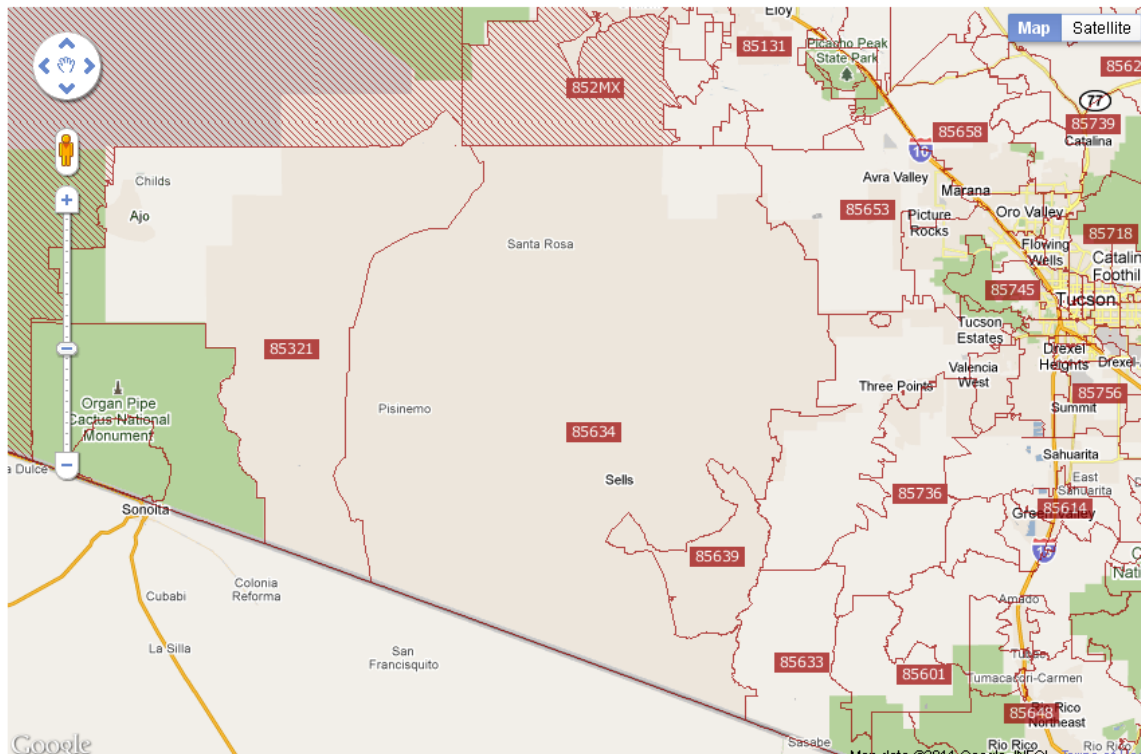 Eloy
Map
Satellite
85131
Picacho Peak
State Park
852MX
77
85739
Catalina
85658
10
Avra Valley
Marana
Childs
Ajo
85653
Picture
Rocks
Oro Valley
85718
Santa Rosa
Flowing
Wells
85745
Tucson
Tucson
Estates
85321
Drexel
Heights
Three Points
Valencia
West
85756
Organ Pipe
Cactus National
Monument
Pisinemo
Summit
85634
Sahuarita
Sells
East
Sahuarita
85736
Sonoita
85614
Green Valley
85639
Colonia
Reforma
Cubabi
Amado
La Silla
San
Francisquito
85633
85601
Tubac
Tumacacori-Carmen
85648
Rio Rico
Northeast
Sasabe
Rio Rico
Google